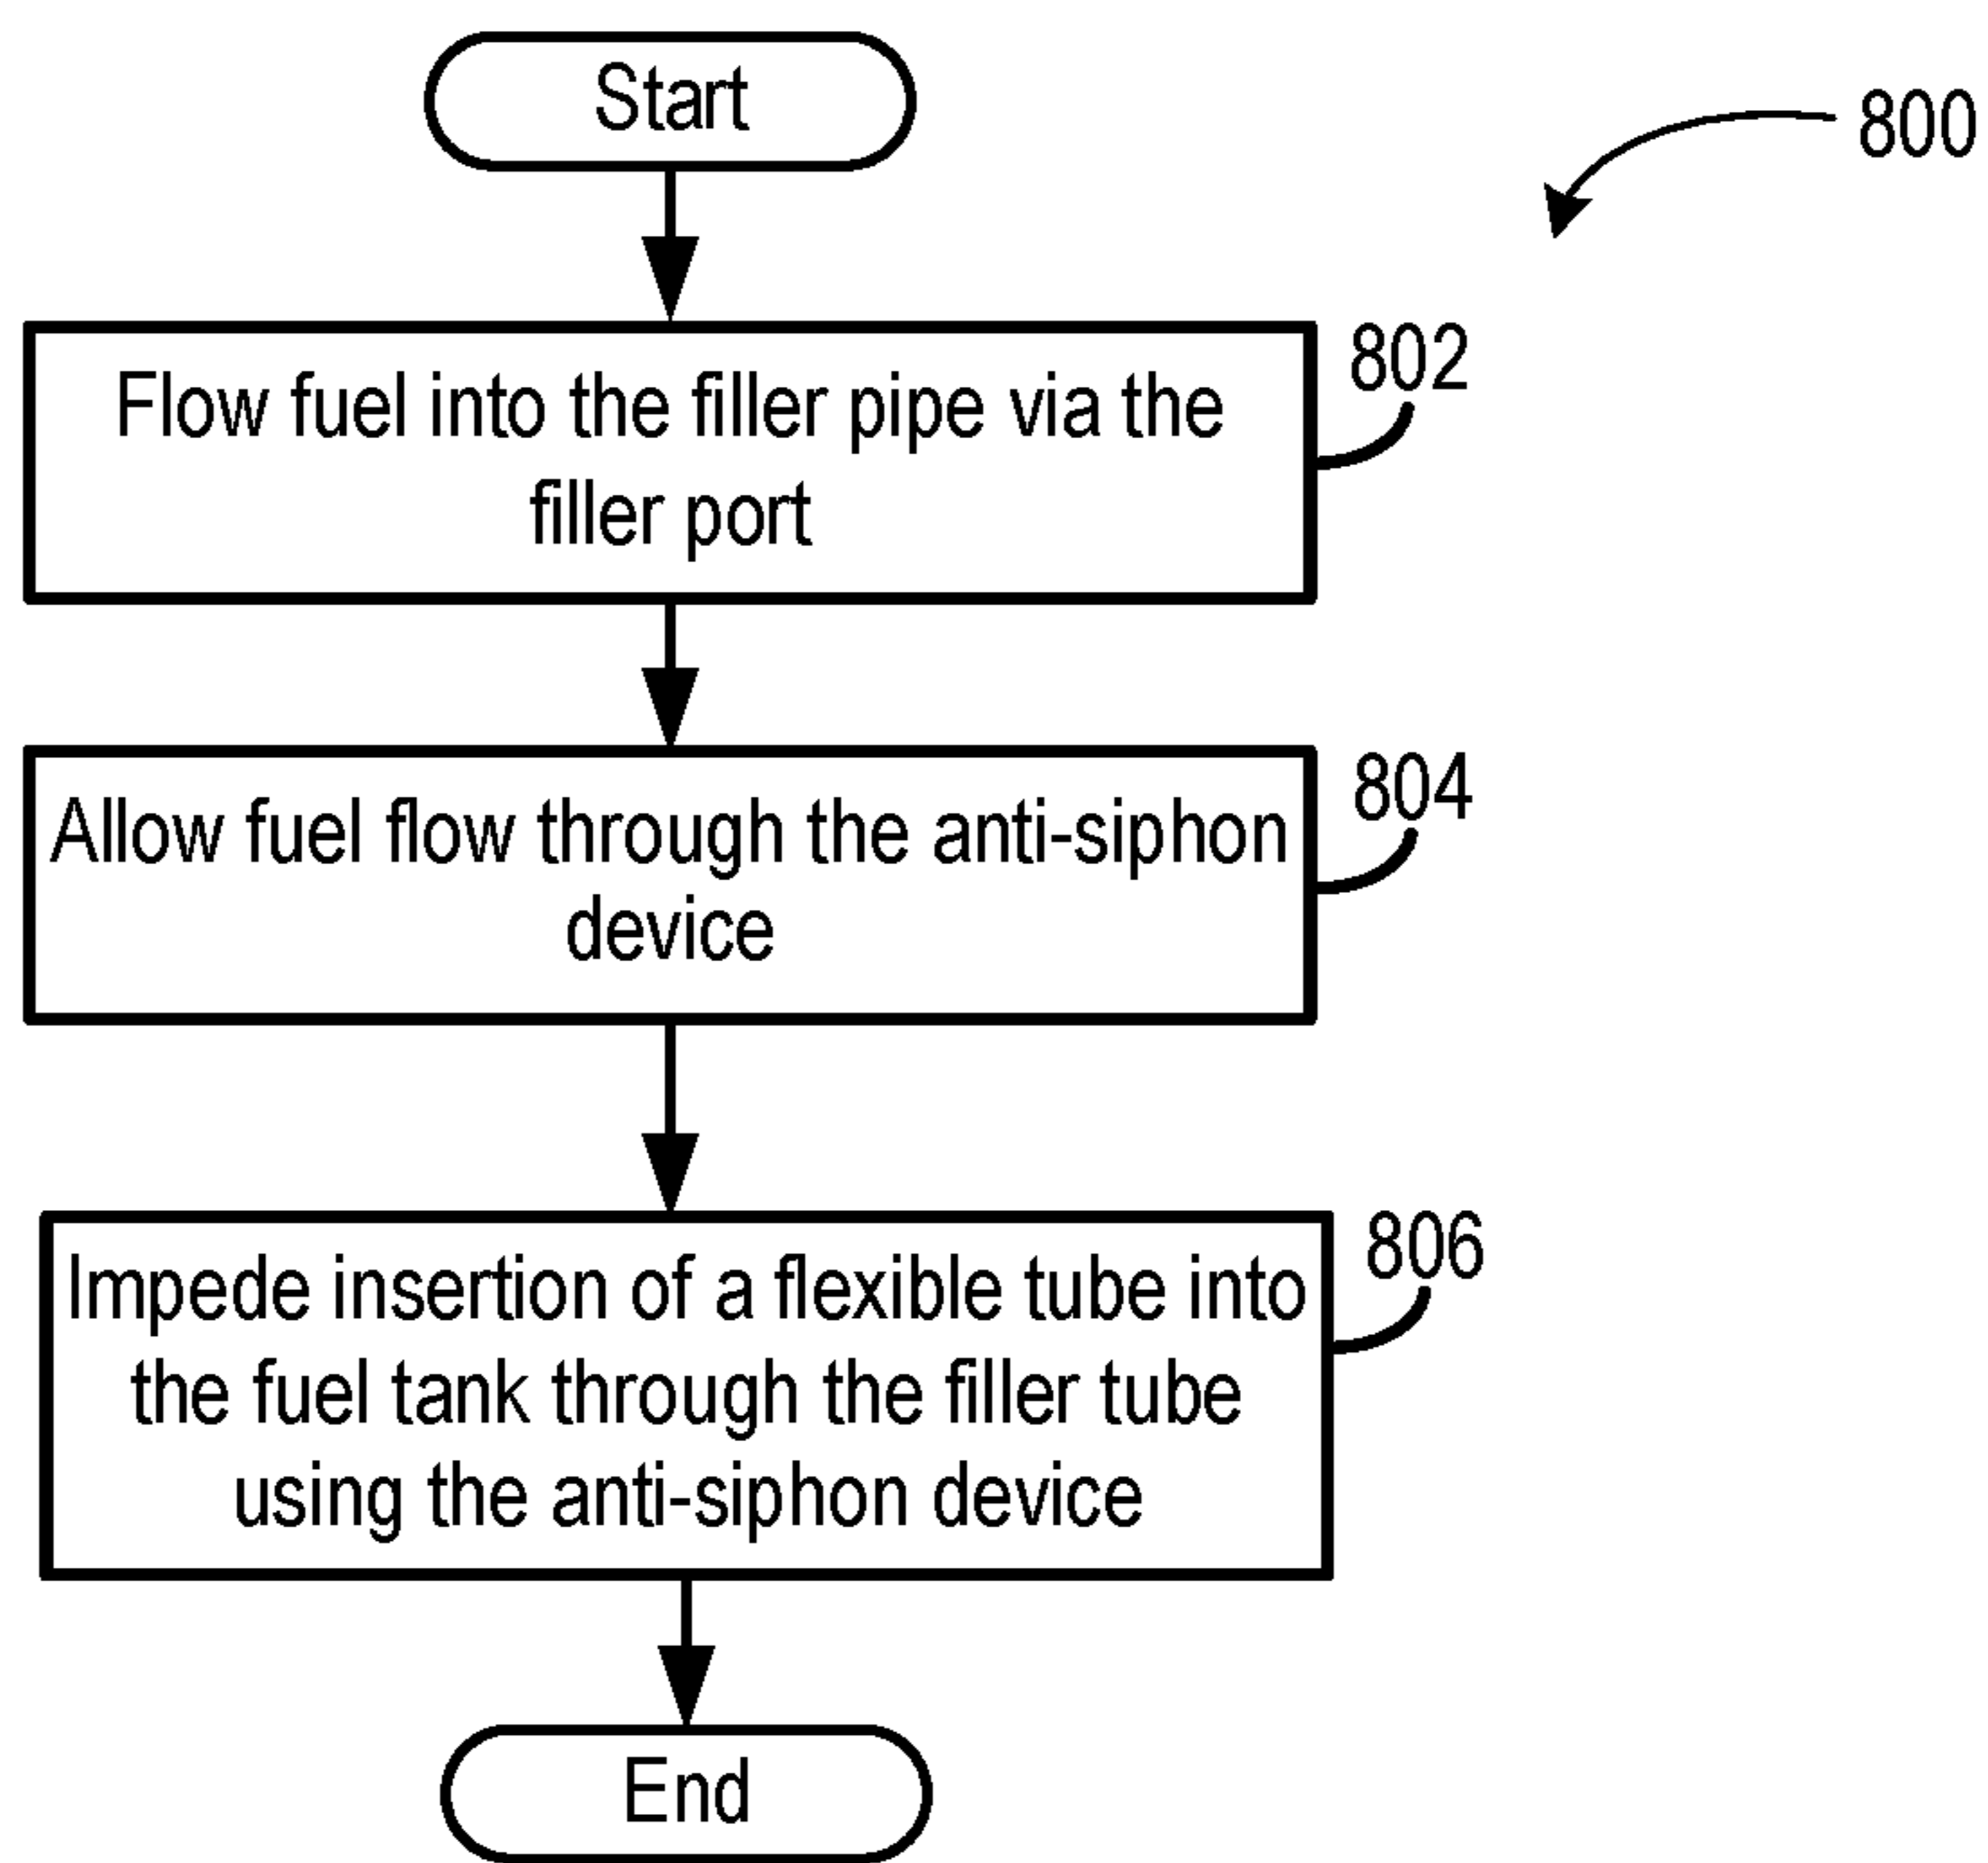 Start
800
802
Flow fuel into the filler pipe via the
filler port
804
Allow fuel flow through the anti-siphon
device
806
Impede insertion of a flexible tube into
the fuel tank through the filler tube
using the anti-siphon device
End